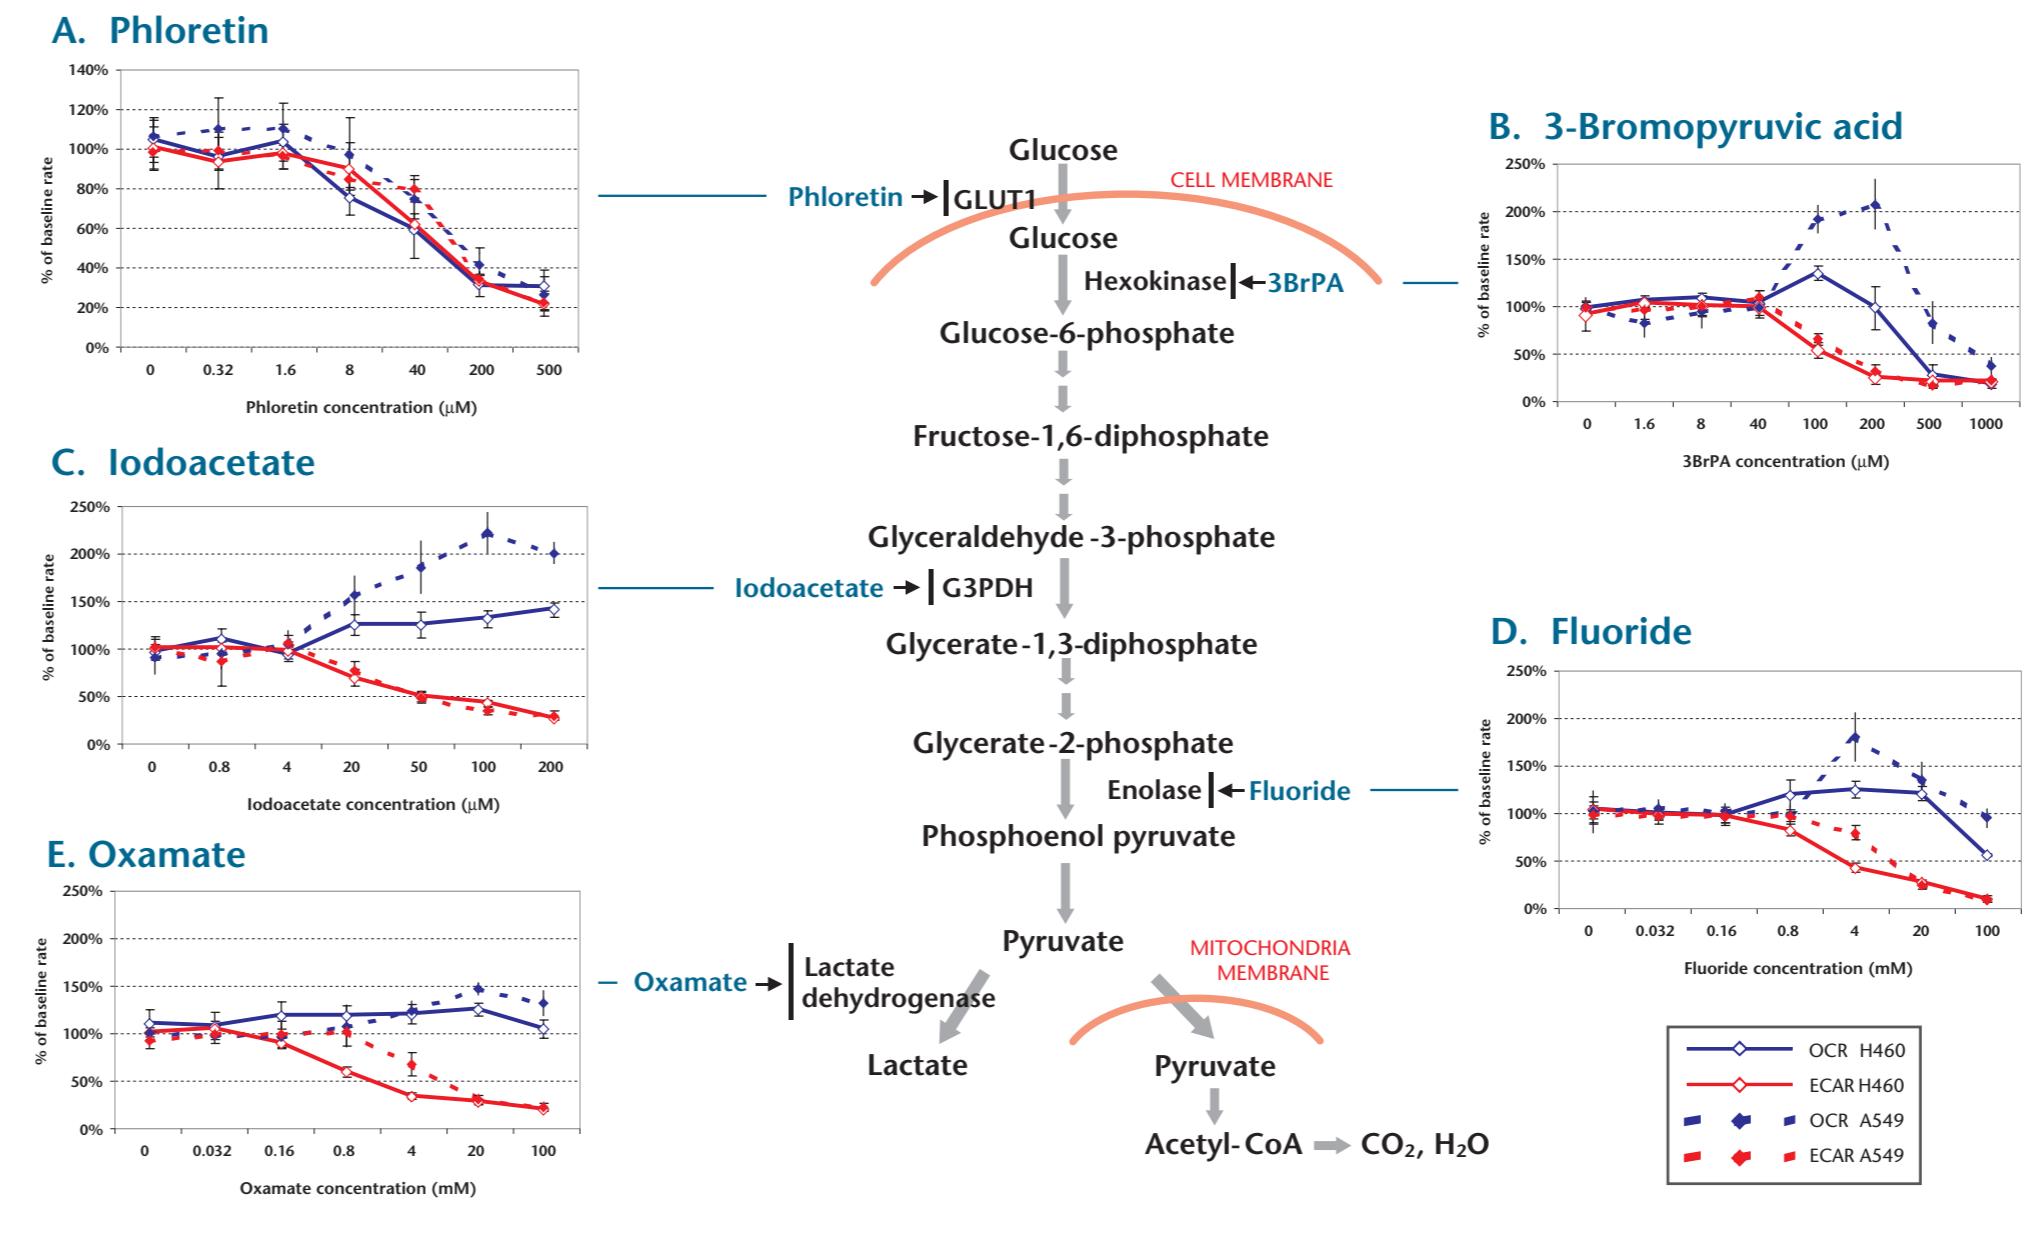 A. Phloretin
140%
120%
100%
80%
60%
40%
20%
0%
% of baseline rate
0 0.32 1.6 8 40 200 500
Phloretin concentration (μM)
B. 3-Bromopyruvic acid
250%
200%
150%
100%
50%
0%
% of baseline rate
0 1.6 8 40 100 200 500 1000
3BrPA concentration (μM)
C. Iodoacetate
250%
200%
150%
100%
50%
0%
% of baseline rate
0 0.8 4 20 50 100 200
Iodoacetate concentration (μM)
D. Fluoride
250%
200%
150%
100%
50%
0%
% of baseline rate
0 0.032 0.16 0.8 4 20 100
Fluoride concentration (mM)
E. Oxamate
250%
200%
150%
100%
50%
0%
% of baseline rate
0 0.032 0.16 0.8 4 20 100
Oxamate concentration (mM)
Glucose
CELL MEMBRANE
Phloretin GLUT1
Glucose
Hexokinase 3BrPA
Glucose-6-phosphate
Fructose-1,6-diphosphate
Glyceraldehyde-3-phosphate
Iodoacetate G3PDH
Glycerate-1,3-diphosphate
Glycerate-2-phosphate
Enolase Fluoride
Phosphoenol pyruvate
Pyruvate
MITOCHONDRIA
MEMBRANE
Oxamate
Lactate
dehydrogenase
Lactate
Pyruvate
Acetyl-CoA CO₂, H₂O
OCR H460
ECAR H460
OCR A549
ECAR A549